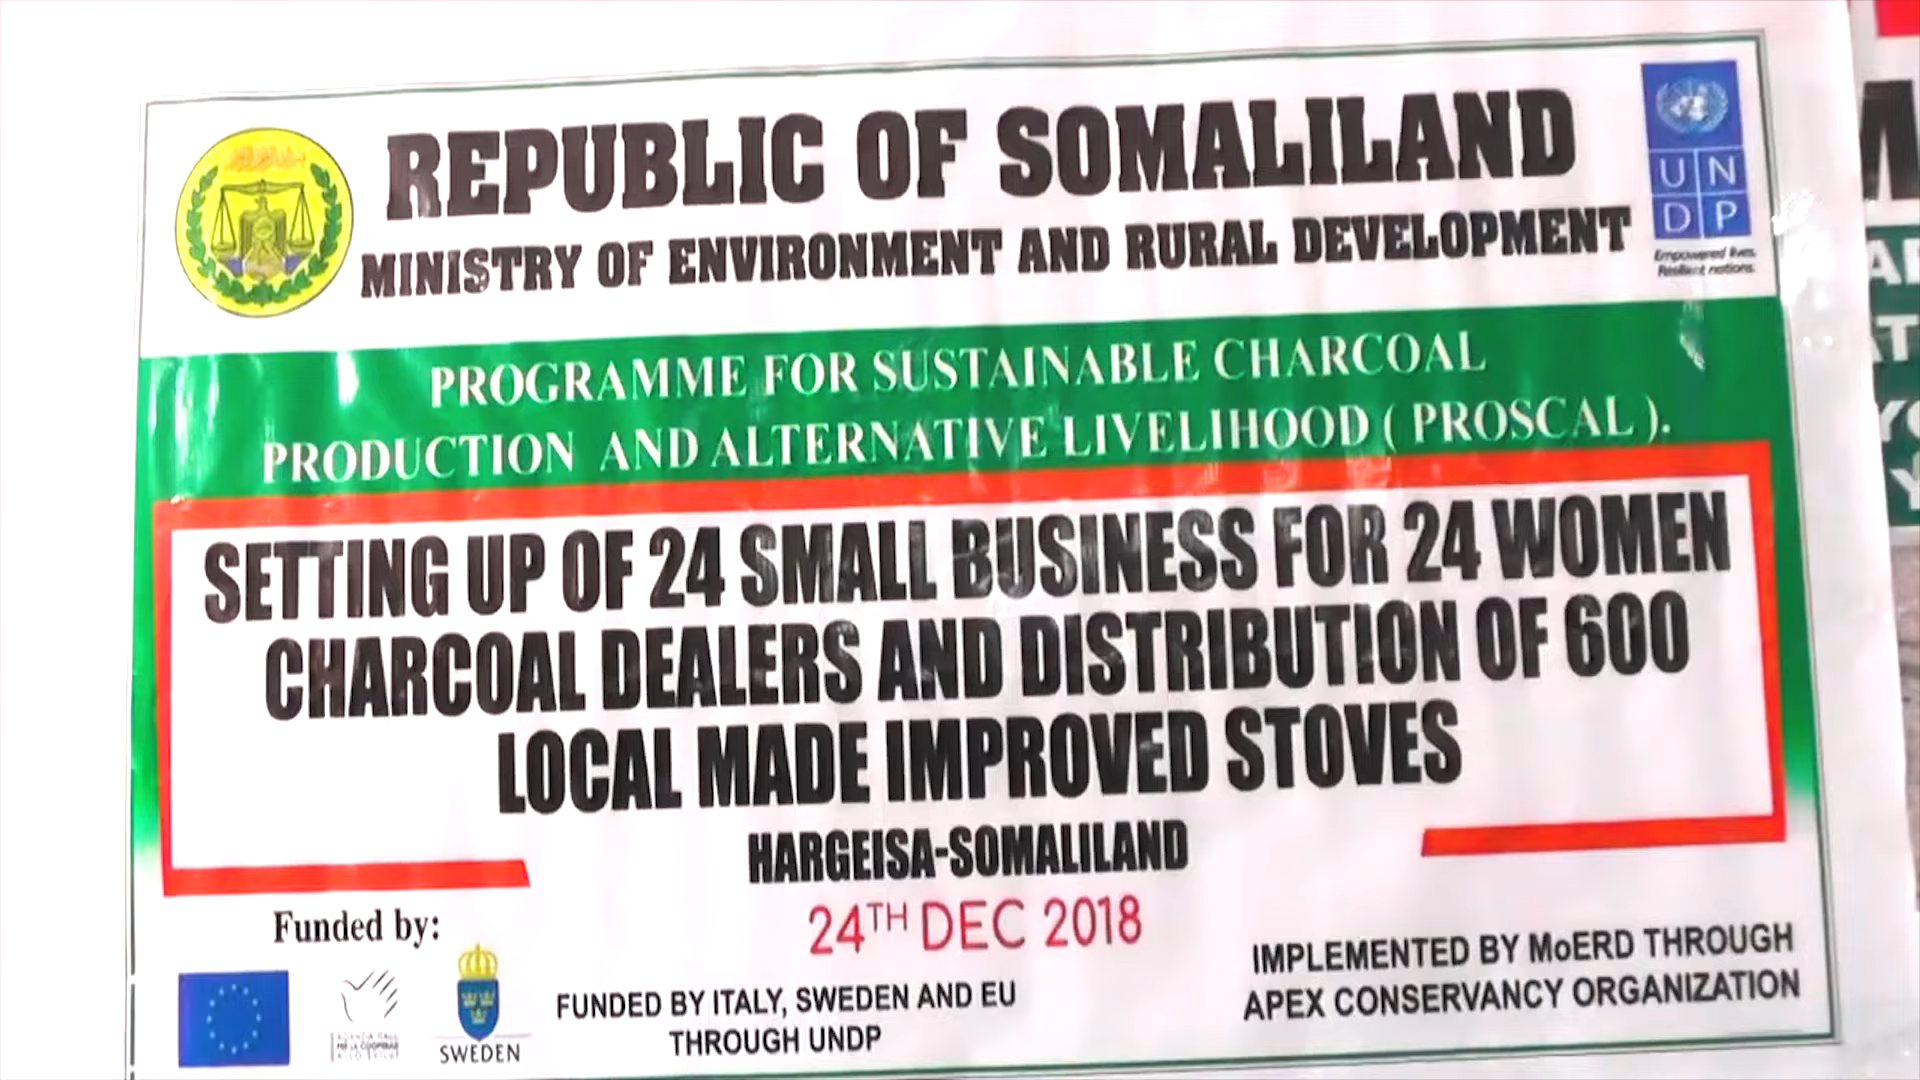 REPUBLIC OF SOMALILAND
MINISTRY OF ENVIRONMENT AND RURAL DEVELOPMENT
U N
D P
Empowered lives.
Resilient nations.
PROGRAMME FOR SUSTAINABLE CHARCOAL
PRODUCTION AND ALTERNATIVE LIVELIHOOD ( PROSCAL ).
SETTING UP OF 24 SMALL BUSINESS FOR 24 WOMEN
CHARCOAL DEALERS AND DISTRIBUTION OF 600
LOCAL MADE IMPROVED STOVES
HARGEISA-SOMALILAND
24TH DEC 2018
Funded by:
SWEDEN
FUNDED BY ITALY, SWEDEN AND EU
THROUGH UNDP
IMPLEMENTED BY MoERD THROUGH
APEX CONSERVANCY ORGANIZATION